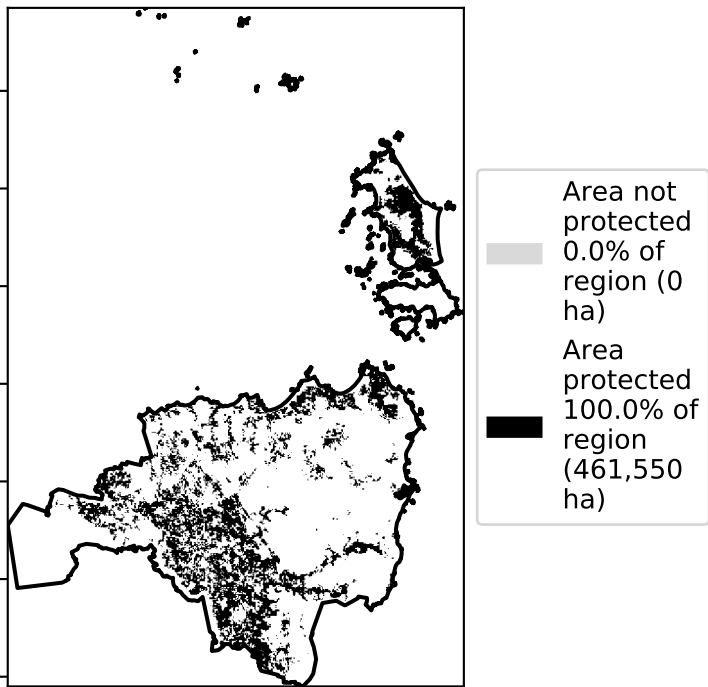 Area not
protected
0.0% of
region (0
ha)
Area
protected
100.0% of
region
(461,550
ha)